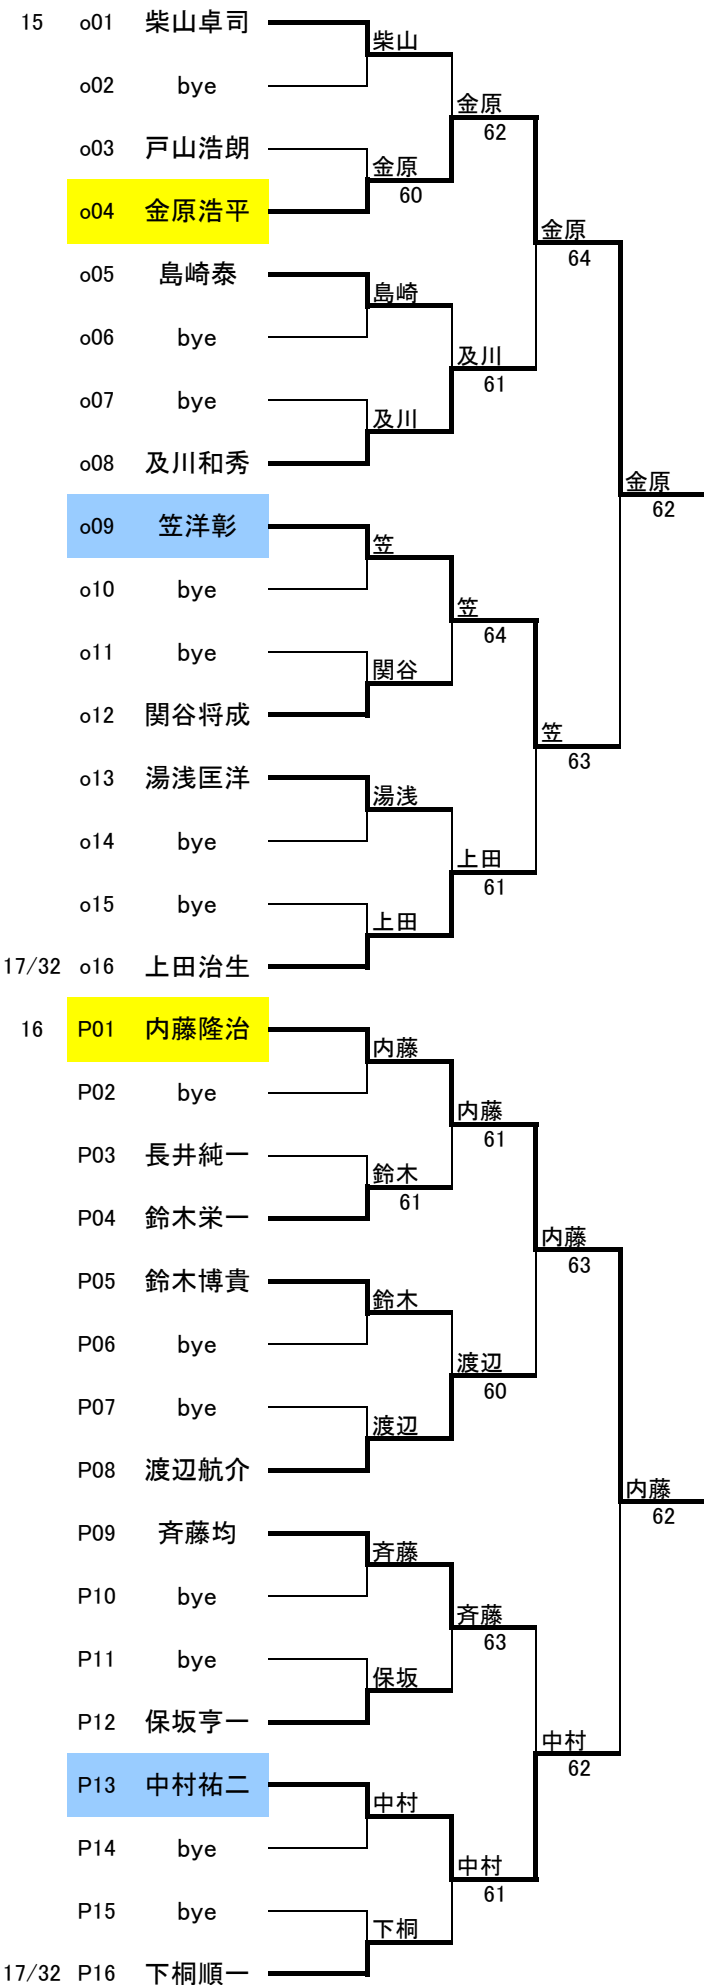 15 o01 柴山卓司
柴山
o02 bye
金原
62
o03 戸山浩朗
金原
60
o04 金原浩平
金原
64
o05 島崎泰
島崎
o06 bye
及川
61
o07 bye
及川
o08 及川和秀
金原
62
o09 笠洋彰
笠
o10 bye
笠
64
o11 bye
関谷
o12 関谷将成
笠
63
o13 湯浅匡洋
湯浅
o14 bye
上田
61
o15 bye
上田
17/32 o16 上田治生
16 P01 内藤隆治
内藤
P02 bye
内藤
61
P03 長井純一
鈴木
61
P04 鈴木栄一
内藤
63
P05 鈴木博貴
鈴木
P06 bye
渡辺
60
P07 bye
渡辺
P08 渡辺航介
内藤
62
P09 斉藤均
斉藤
P10 bye
斉藤
63
P11 bye
保坂
P12 保坂亨一
中村
62
P13 中村祐二
中村
P14 bye
中村
61
P15 bye
下桐
17/32 P16 下桐順一